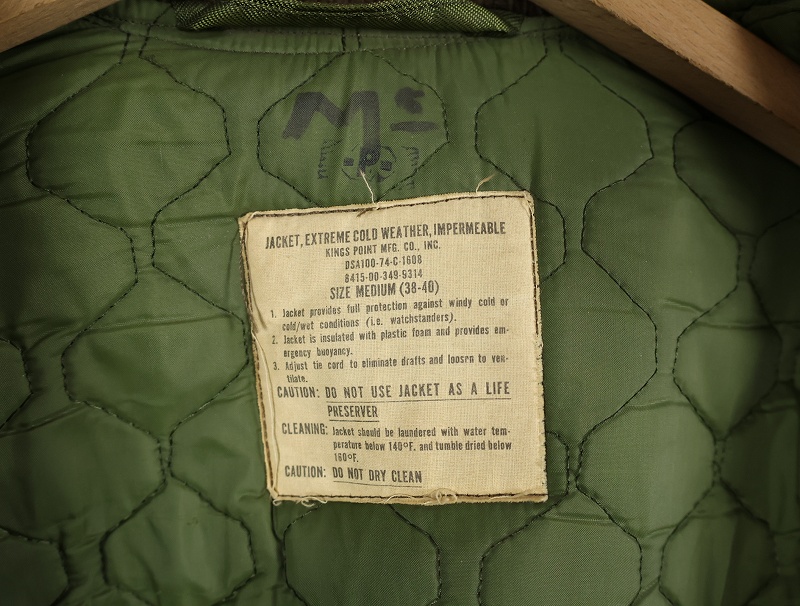 Mc
JACKET, EXTREME COLD WEATHER, IMPERMEABLE
KINGS POINT MFG. CO., INC.
DSA100-74-C-1608
8415-00-349-9314
SIZE MEDIUM (38-40)
1. Jacket provides full protection against windy cold or
cold/wet conditions (i.e. watchstanders).
2. Jacket is insulated with plastic foam and provides em-
ergency buoyancy.
3. Adjust tie cord to eliminate drafts and loosrn to ven-
tilate.
CAUTION: DO NOT USE JACKET AS A LIFE
PRESERVER
CLEANING: Jacket should be laundered with water tem-
perature below 140°F. and tumble dried below
160°F.
CAUTION: DO NOT DRY CLEAN